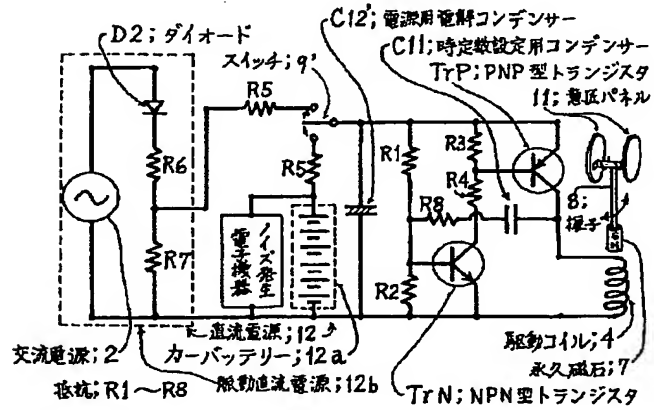 C12'; 電源用電解コンデンサー
D2; ダイオード
C11; 時定数設定用コンデンサー
スイッチ; 9'
TrP; PNP型トランジスタ
11; 意匠パネル
R5
R1
R3
R6
R5
R4
R8
8;
振子
R7
ノイズ発生
電子機器
R2
直流電源; 12
交流電源; 2
カーバッテリー; 12a
駆動コイル; 4
永久磁石; 7
抵抗; R1〜R8
脈動直流電源; 12b
TrN; NPN型トランジスタ